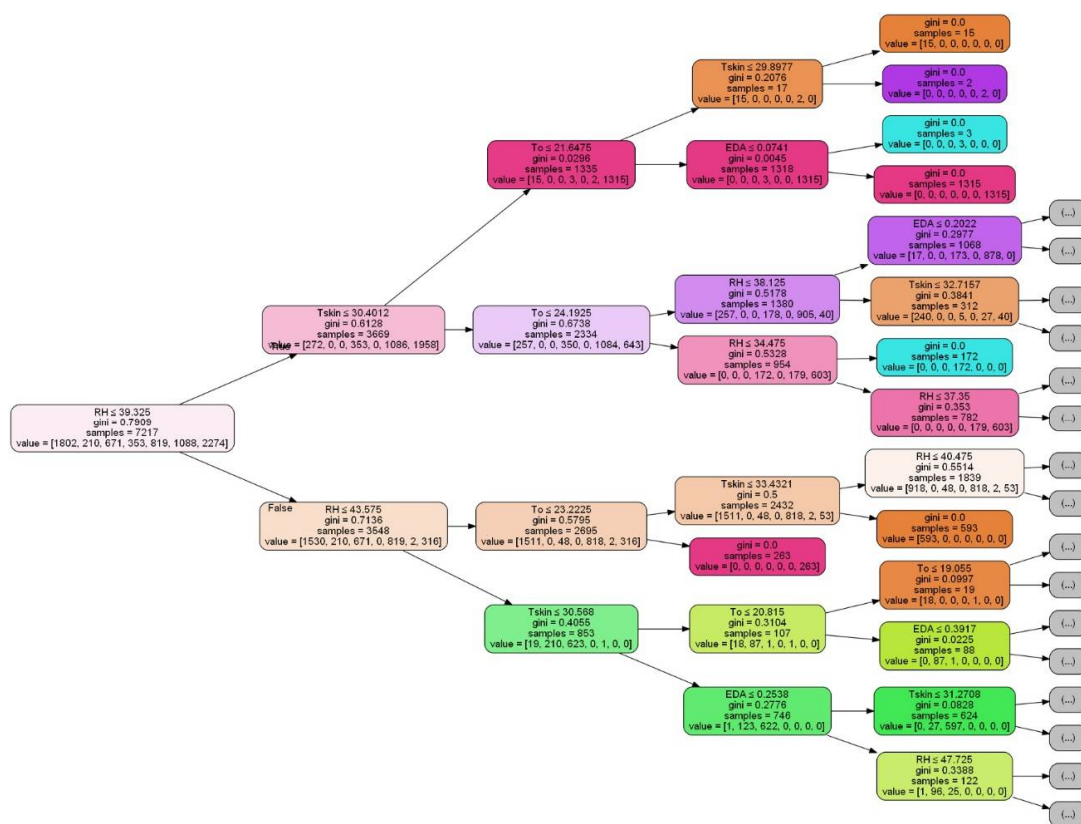 gini = 0.0
samples = 15
value = [15, 0, 0, 0, 0, 0, 0]
Tskin ≤ 29.8977
gini = 0.2076
samples = 17
value = [15, 0, 0, 0, 0, 2, 0]
gini = 0.0
samples = 2
value = [0, 0, 0, 0, 0, 2, 0]
To ≤ 21.6475
gini = 0.0296
samples = 1335
value = [15, 0, 0, 3, 0, 2, 1315]
gini = 0.0
samples = 3
value = [0, 0, 0, 3, 0, 0, 0]
EDA ≤ 0.0741
gini = 0.0045
samples = 1318
value = [0, 0, 0, 3, 0, 0, 1315]
gini = 0.0
samples = 1315
value = [0, 0, 0, 0, 0, 0, 1315]
EDA ≤ 0.2022
gini = 0.2977
samples = 1068
value = [17, 0, 0, 173, 0, 878, 0]
(...)
(...)
RH ≤ 38.125
gini = 0.5178
samples = 1380
value = [257, 0, 0, 178, 0, 905, 40]
Tskin ≤ 32.7157
gini = 0.3841
samples = 312
value = [240, 0, 0, 5, 0, 27, 40]
(...)
(...)
Tskin ≤ 30.4012
gini = 0.6128
samples = 3669
value = [272, 0, 0, 353, 0, 1086, 1958]
True
To ≤ 24.1925
gini = 0.6738
samples = 2334
value = [257, 0, 0, 350, 0, 1084, 643]
RH ≤ 34.475
gini = 0.5328
samples = 954
value = [0, 0, 0, 172, 0, 179, 603]
gini = 0.0
samples = 172
value = [0, 0, 0, 172, 0, 0, 0]
RH ≤ 37.35
gini = 0.353
samples = 782
value = [0, 0, 0, 0, 0, 179, 603]
(...)
(...)
RH ≤ 39.325
gini = 0.7909
samples = 7217
value = [1802, 210, 671, 353, 819, 1088, 2274]
RH ≤ 40.475
gini = 0.5514
samples = 1839
value = [918, 0, 48, 0, 818, 2, 53]
(...)
(...)
Tskin ≤ 33.4321
gini = 0.5
samples = 2432
value = [1511, 0, 48, 0, 818, 2, 53]
False
RH ≤ 43.575
gini = 0.7136
samples = 3548
value = [1530, 210, 671, 0, 819, 2, 316]
To ≤ 23.2225
gini = 0.5795
samples = 2695
value = [1511, 0, 48, 0, 818, 2, 316]
gini = 0.0
samples = 593
value = [593, 0, 0, 0, 0, 0, 0]
gini = 0.0
samples = 263
value = [0, 0, 0, 0, 0, 0, 263]
To ≤ 19.055
gini = 0.0997
samples = 19
value = [18, 0, 0, 0, 1, 0, 0]
(...)
(...)
Tskin ≤ 30.568
gini = 0.4055
samples = 853
value = [19, 210, 623, 0, 1, 0, 0]
To ≤ 20.815
gini = 0.3104
samples = 107
value = [18, 87, 1, 0, 1, 0, 0]
EDA ≤ 0.3917
gini = 0.0225
samples = 88
value = [0, 87, 1, 0, 0, 0, 0]
(...)
(...)
EDA ≤ 0.2538
gini = 0.2776
samples = 746
value = [1, 123, 622, 0, 0, 0, 0]
Tskin ≤ 31.2708
gini = 0.0828
samples = 624
value = [0, 27, 597, 0, 0, 0, 0]
(...)
(...)
RH ≤ 47.725
gini = 0.3388
samples = 122
value = [1, 96, 25, 0, 0, 0, 0]
(...)
(...)